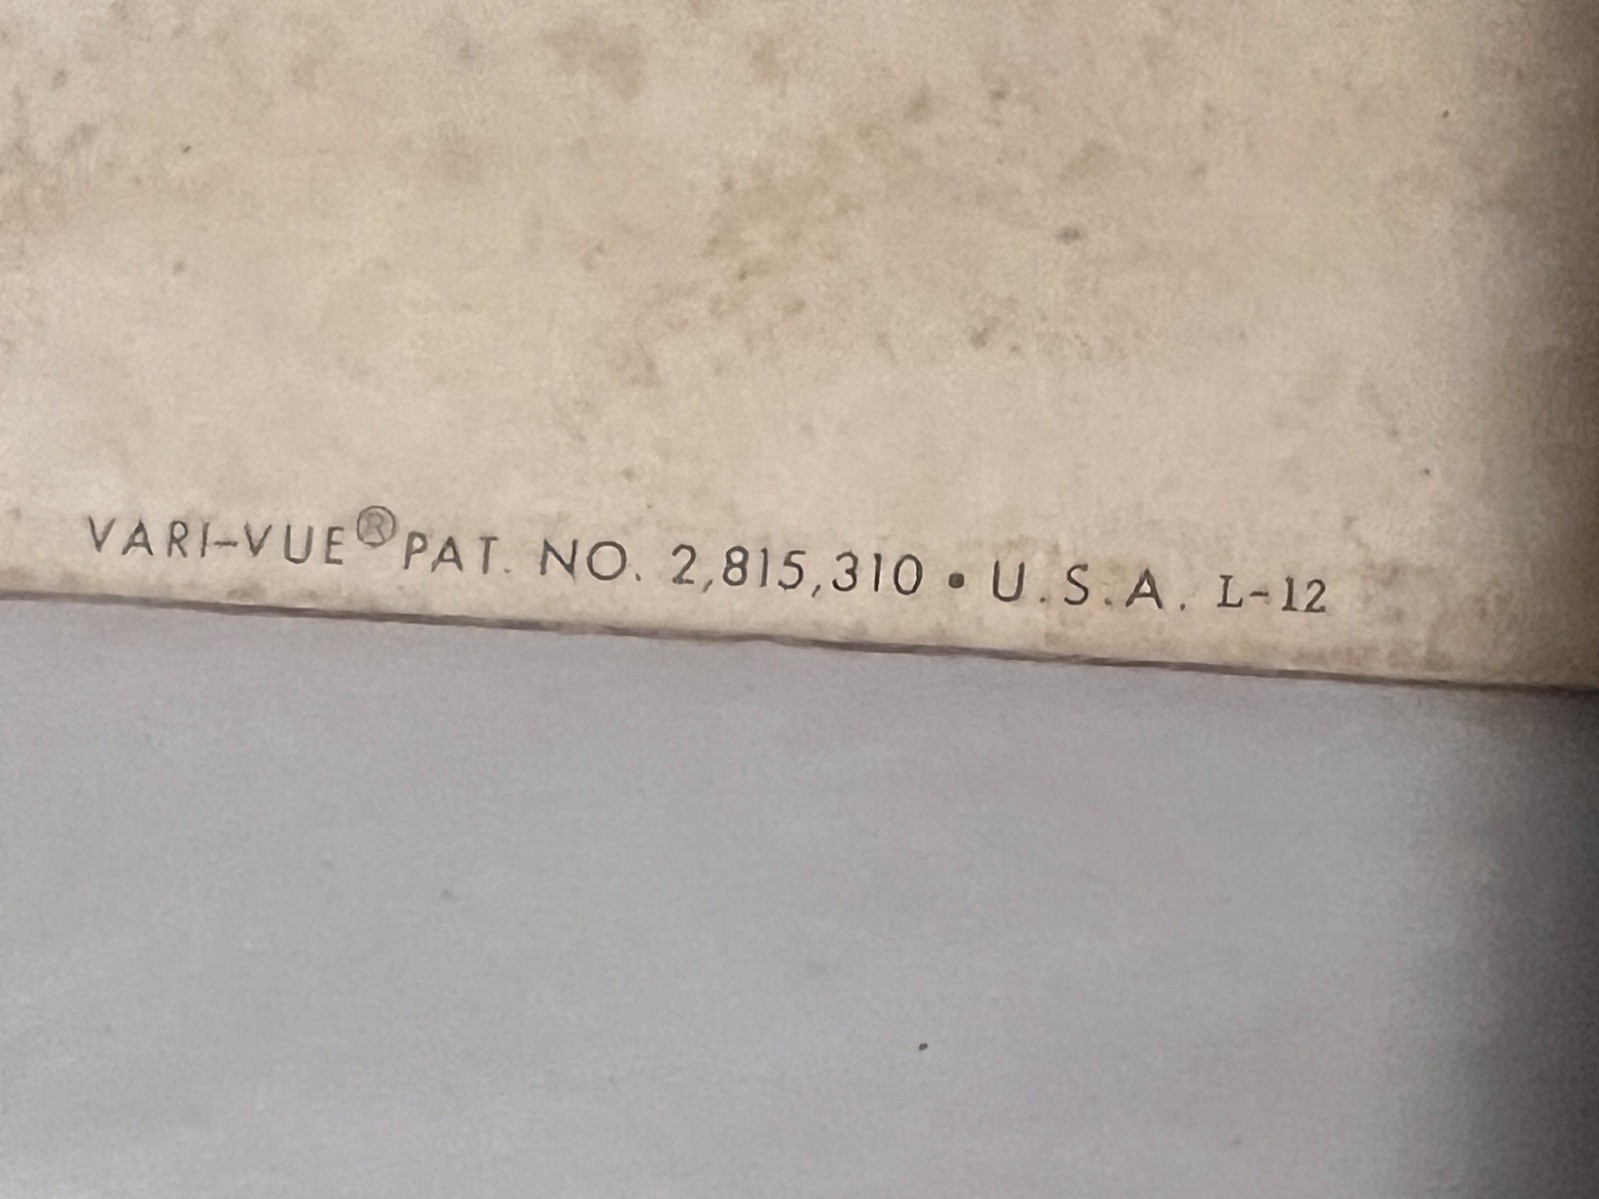 VARI-VUE® PAT. NO. 2,815,310 • U.S.A. L-12